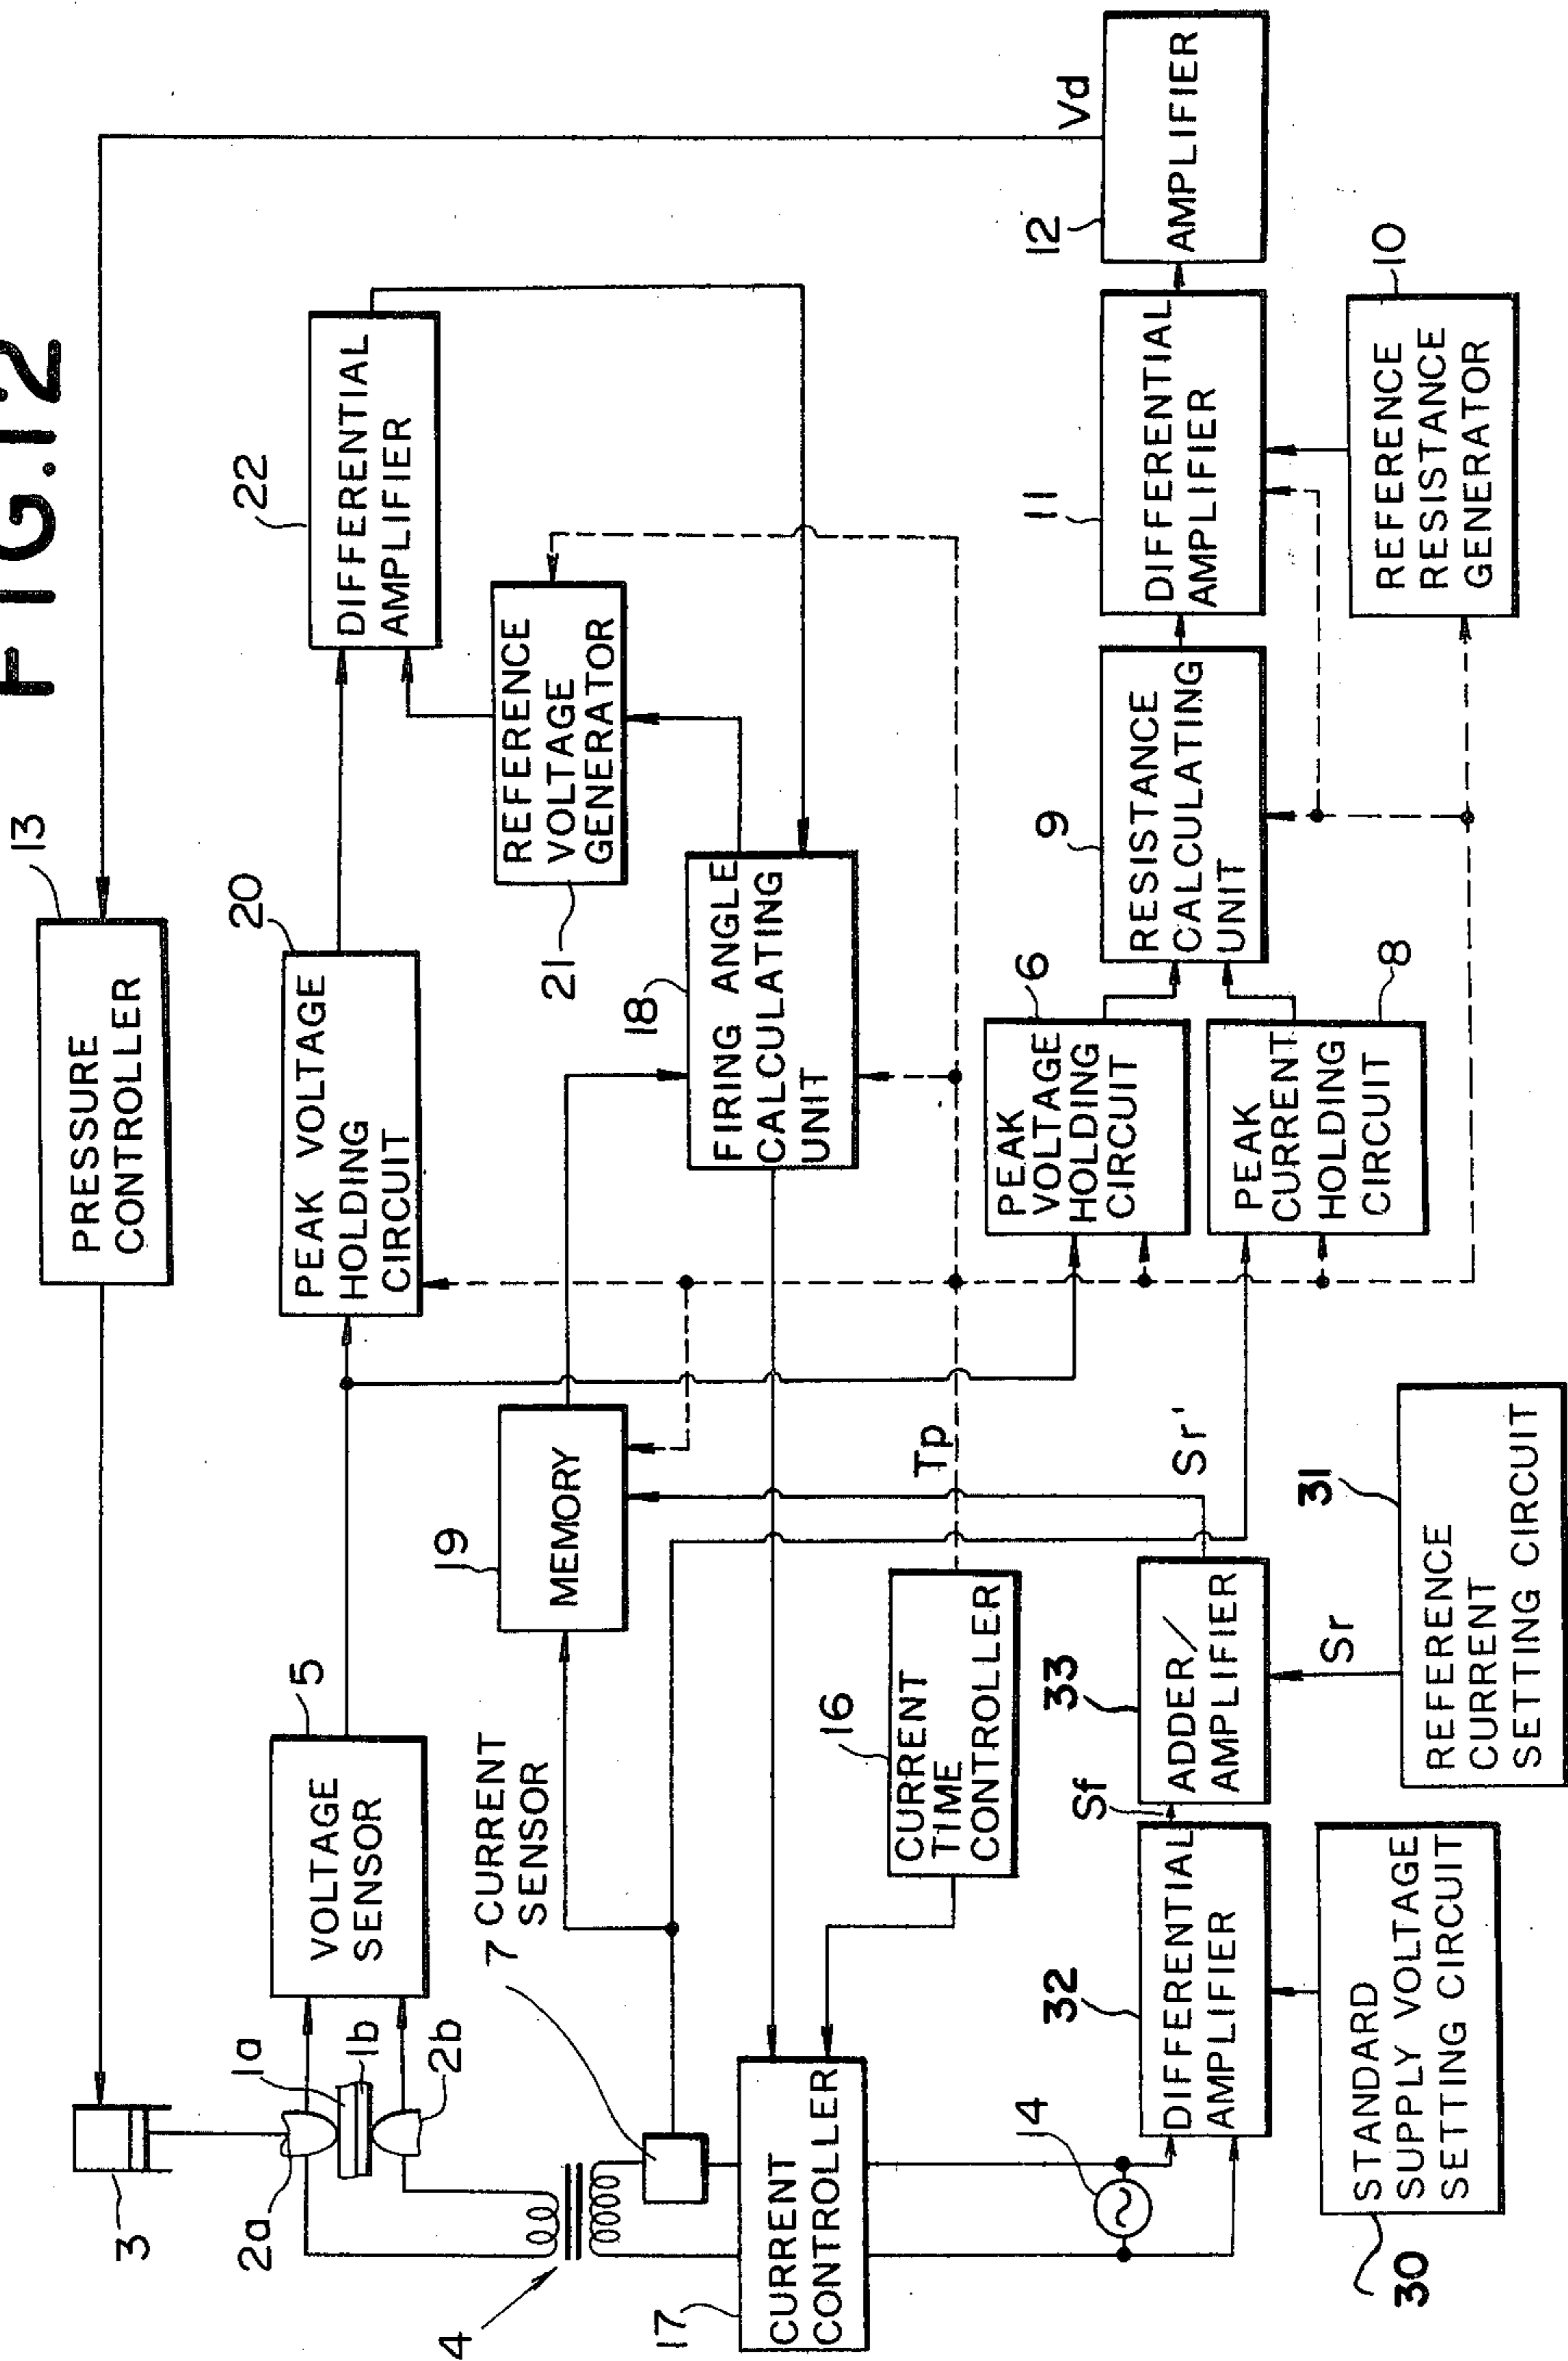 FIG.12
13
PRESSURE
CONTROLLER
3
2a
1a
1b
2b
4
5
VOLTAGE
SENSOR
20
PEAK VOLTAGE
HOLDING
CIRCUIT
22
DIFFERENTIAL
AMPLIFIER
7
CURRENT
SENSOR
19
MEMORY
21
REFERENCE
VOLTAGE
GENERATOR
18
FIRING ANGLE
CALCULATING
UNIT
17
CURRENT
CONTROLLER
16
CURRENT
TIME
CONTROLLER
Tp
14
32
DIFFERENTIAL
AMPLIFIER
Sf
33
ADDER/
AMPLIFIER
Sr'
Sr
30
STANDARD
SUPPLY VOLTAGE
SETTING CIRCUIT
31
REFERENCE
CURRENT
SETTING CIRCUIT
6
PEAK
VOLTAGE
HOLDING
CIRCUIT
8
PEAK
CURRENT
HOLDING
CIRCUIT
9
RESISTANCE
CALCULATING
UNIT
11
DIFFERENTIAL
AMPLIFIER
12
AMPLIFIER
Vd
10
REFERENCE
RESISTANCE
GENERATOR